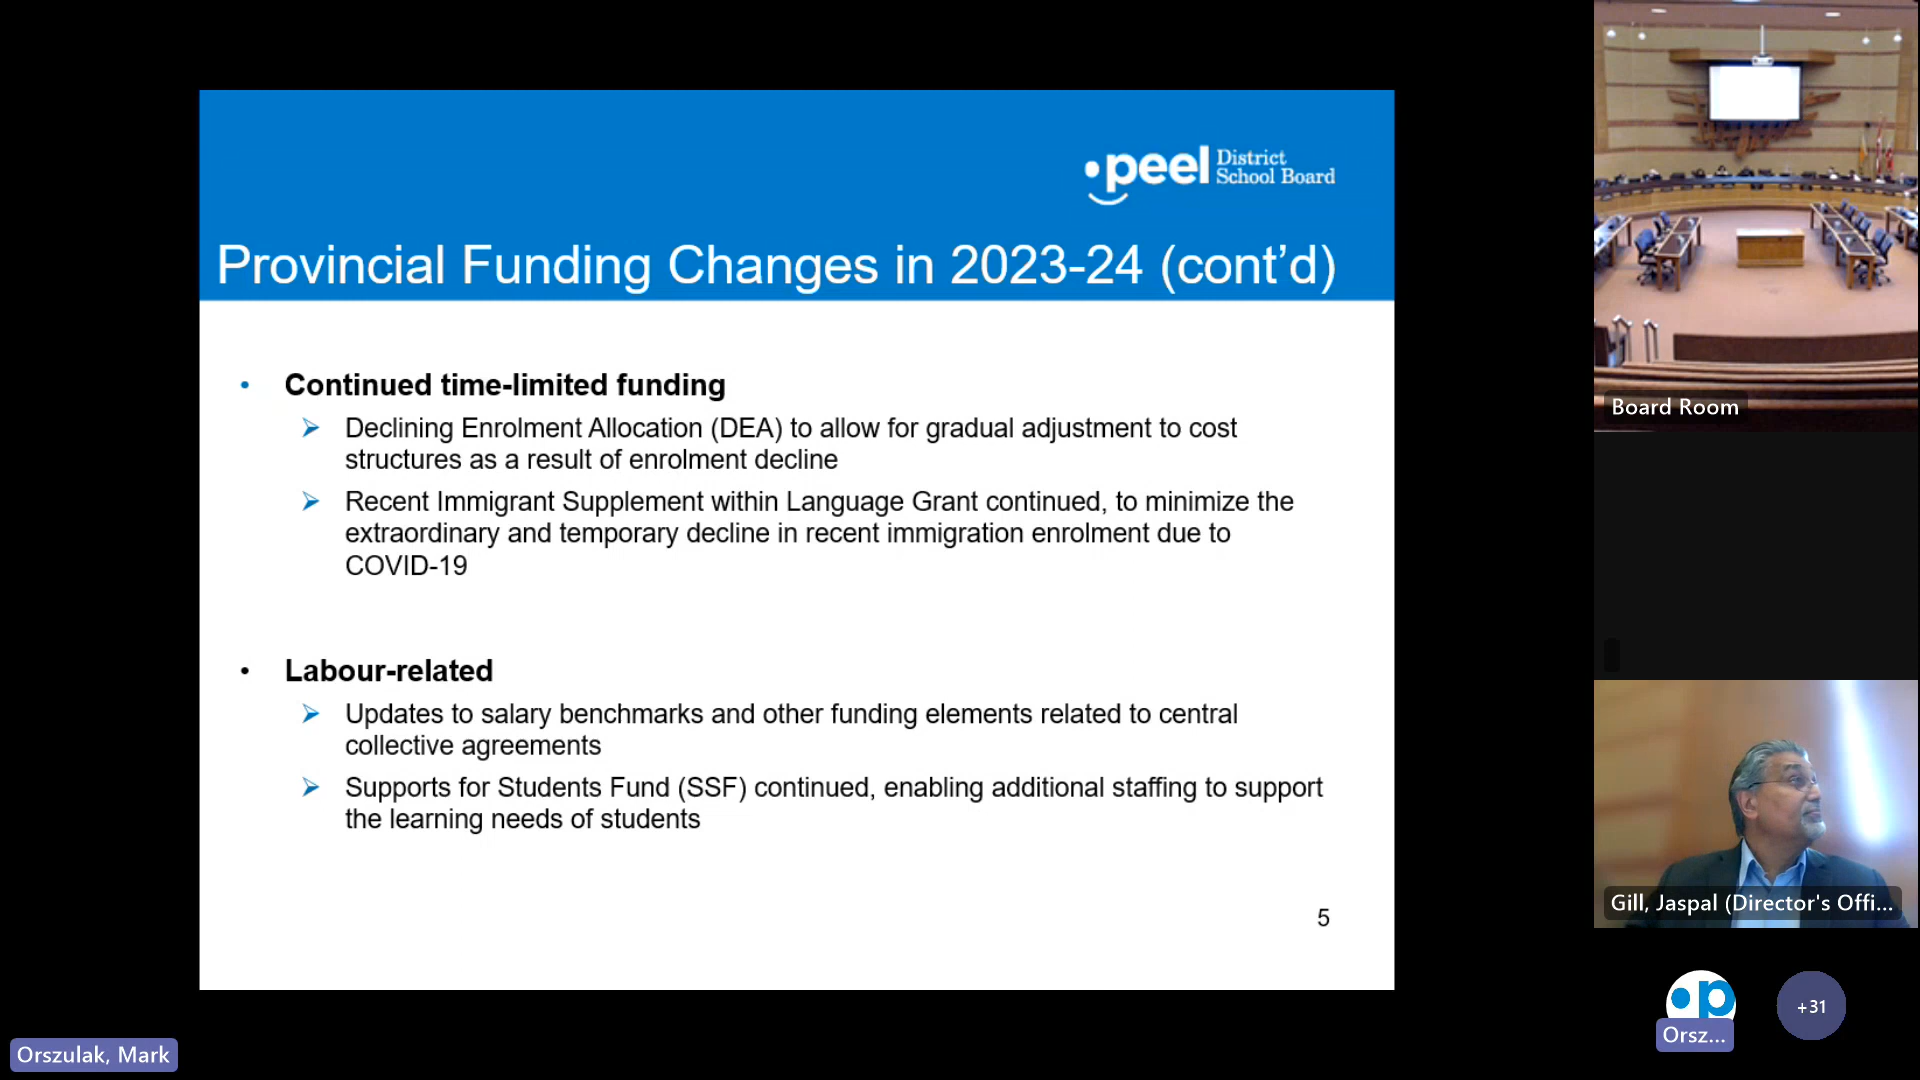 peel District
School Board
Provincial Funding Changes in 2023-24 (cont’d)
• Continued time-limited funding
➢ Declining Enrolment Allocation (DEA) to allow for gradual adjustment to cost
structures as a result of enrolment decline
➢ Recent Immigrant Supplement within Language Grant continued, to minimize the
extraordinary and temporary decline in recent immigration enrolment due to
COVID-19
• Labour-related
➢ Updates to salary benchmarks and other funding elements related to central
collective agreements
➢ Supports for Students Fund (SSF) continued, enabling additional staffing to support
the learning needs of students
5
Orszulak, Mark
Board Room
Gill, Jaspal (Director's Offi...
p
Orsz...
+31